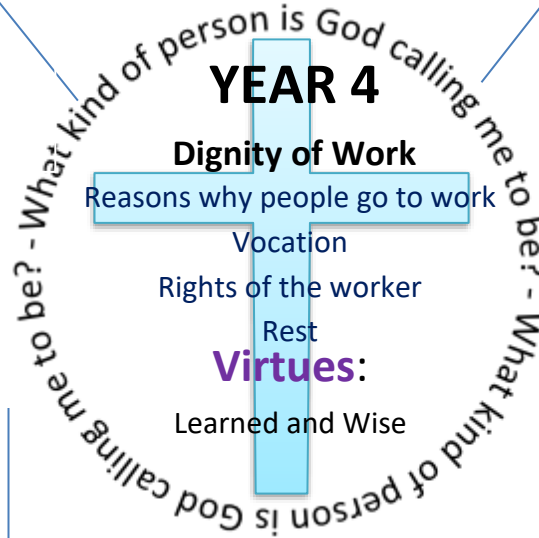 What kind of person is God calling me to be? - What kind of person is God calling me to be? -
YEAR 4
Dignity of Work
Reasons why people go to work
Vocation
Rights of the worker
Rest
Virtues:
Learned and Wise